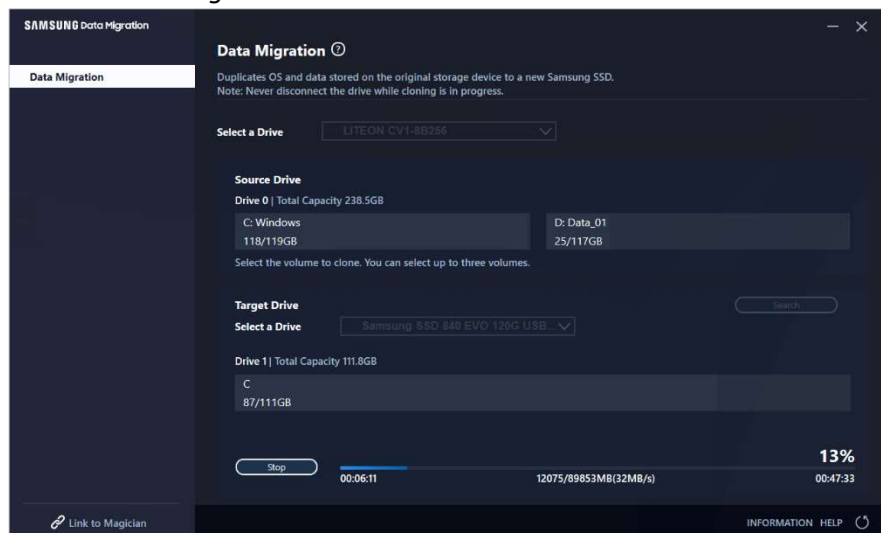 SAMSUNG Data Migration
Data Migration
Data Migration ?
Duplicates OS and data stored on the original storage device to a new Samsung SSD.
Note: Never disconnect the drive while cloning is in progress.
Select a Drive LITEON CV1-8B256
Source Drive
Drive 0 | Total Capacity 238.5GB
C: Windows D: Data_01
118/119GB 25/117GB
Select the volume to clone. You can select up to three volumes.
Target Drive Search
Select a Drive Samsung SSD 840 EVO 120G USB...
Drive 1 | Total Capacity 111.8GB
C
87/111GB
13%
Stop
00:06:11 12075/89853MB(32MB/s) 00:47:33
Link to Magician INFORMATION HELP